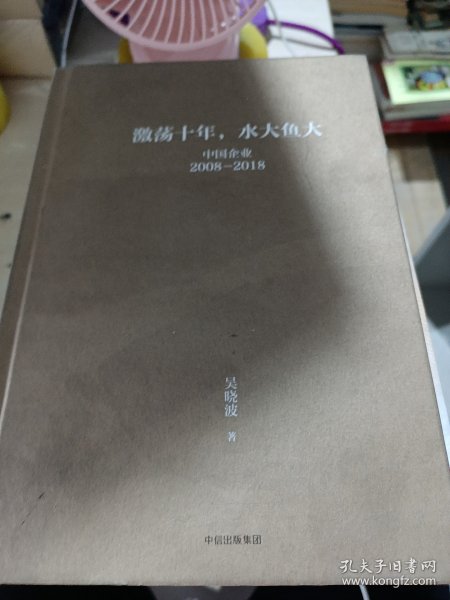 激荡十年，水大鱼大
中国企业
2008-2018
吴晓波 著
中信出版集团
孔夫子旧书网
www.kongfz.com